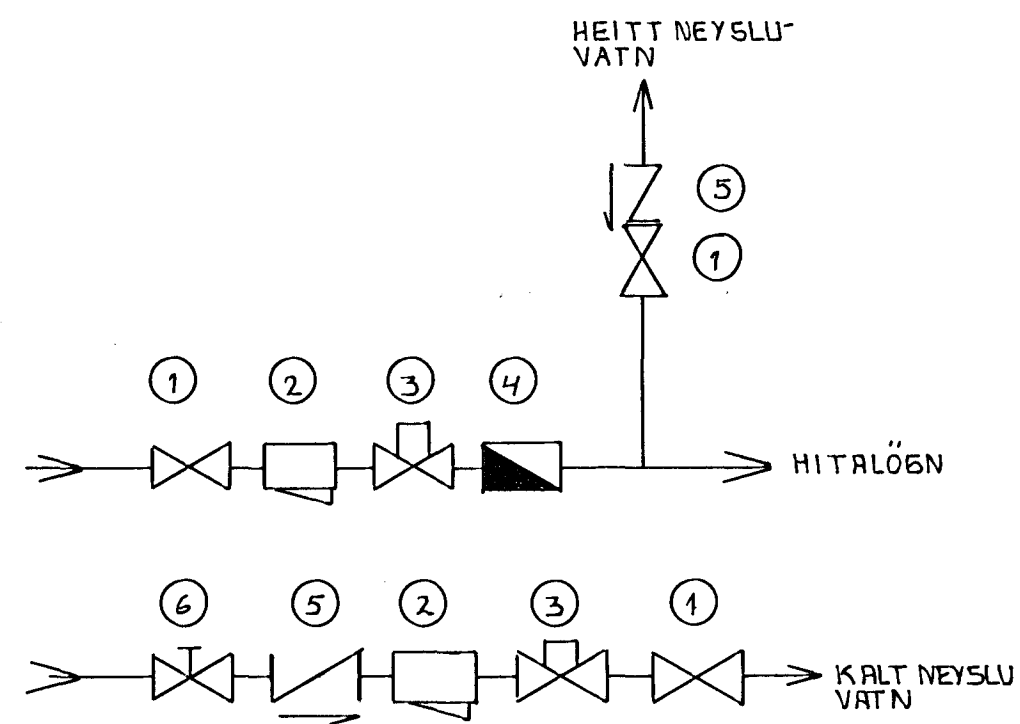 HEITT NEYSLU-
VATN
5
1
1 2 3 4
HITALÖGN
6 5 2 3 1
KALT NEYSLU
VATN